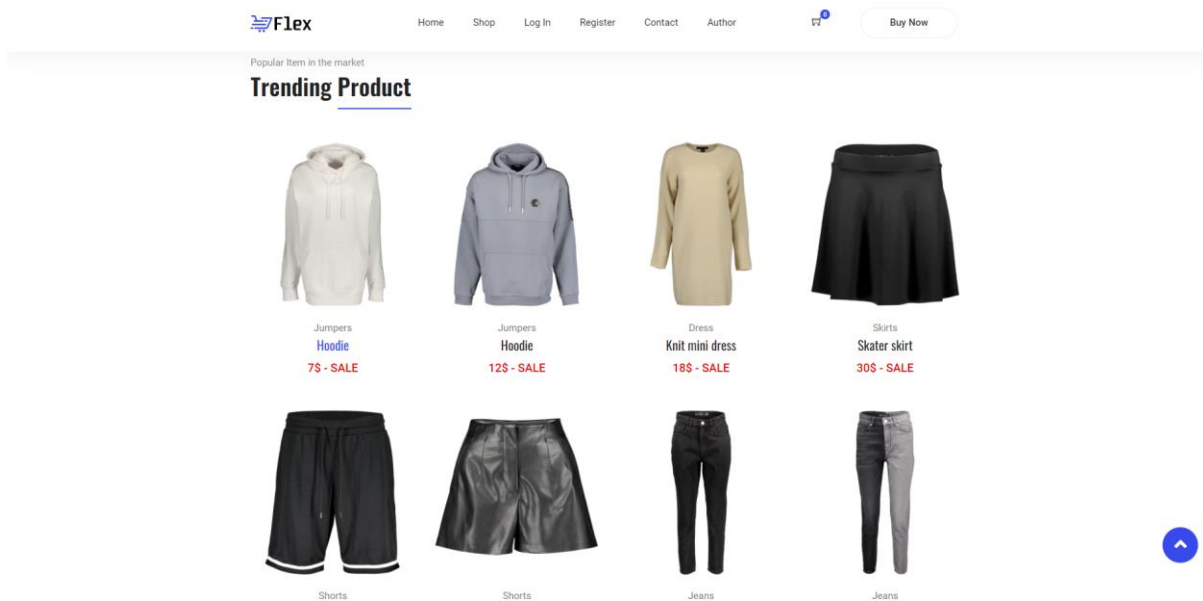 Flex Home Shop Log In Register Contact Author 0 Buy Now
Popular Item in the market
Trending Product
Jumpers Jumpers Dress Skirts
Hoodie Hoodie Knit mini dress Skater skirt
7$ - SALE 12$ - SALE 18$ - SALE 30$ - SALE
Shorts Shorts Jeans Jeans